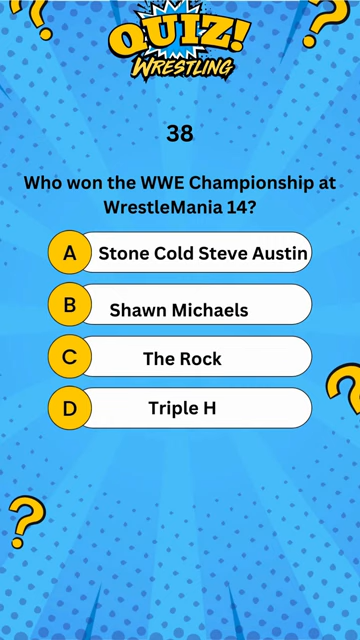 QUIZ!
WRESTLING
38
Who won the WWE Championship at
WrestleMania 14?
A Stone Cold Steve Austin
B Shawn Michaels
C The Rock
D Triple H